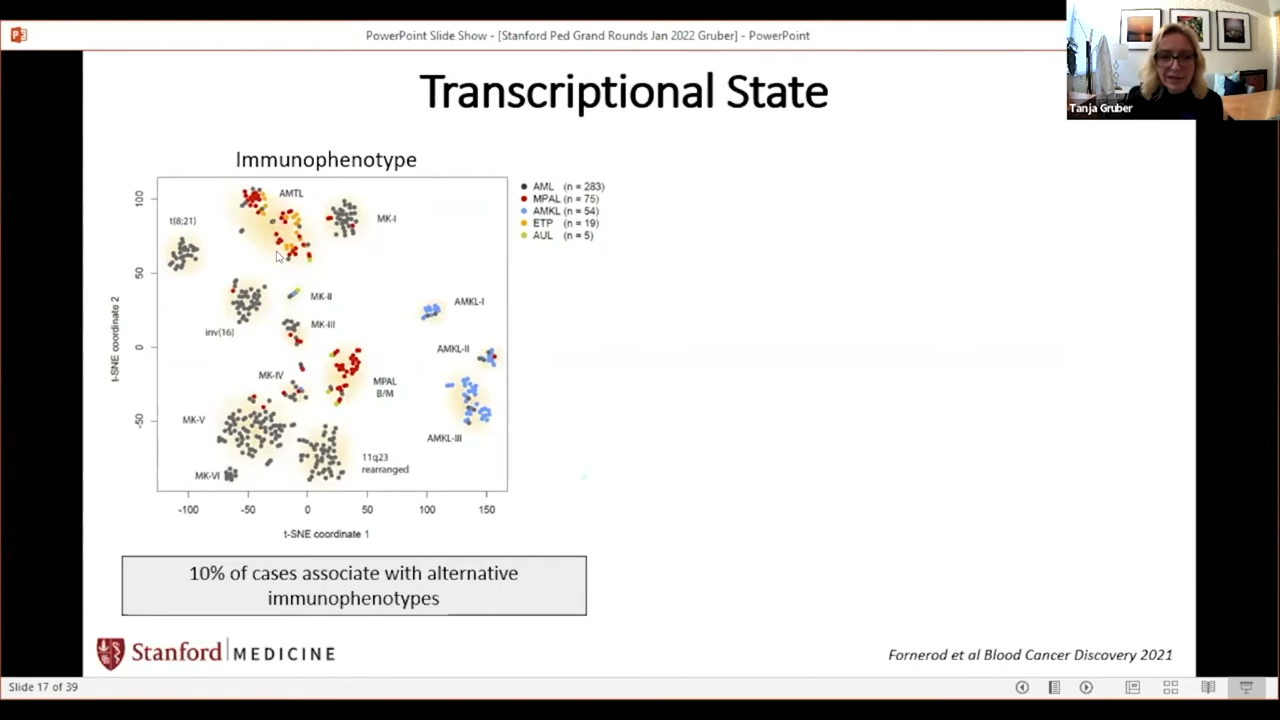 PowerPoint Slide Show - [Stanford Ped Grand Rounds Jan 2022 Gruber] - PowerPoint
Tanja Gruber
Transcriptional State
Immunophenotype
AML (n = 283)
MPAL (n = 75)
AMKL (n = 54)
ETP (n = 19)
AUL (n = 5)
AMTL
t(8;21)
MK-I
MK-II
AMKL-I
MK-III
inv(16)
AMKL-II
MK-IV
MPAL
B/M
MK-V
AMKL-III
11q23
rearranged
MK-VI
t-SNE coordinate 2
100
50
0
-50
-100
-50
0
50
100
150
t-SNE coordinate 1
10% of cases associate with alternative
immunophenotypes
Stanford MEDICINE
Fornerod et al Blood Cancer Discovery 2021
Slide 17 of 39